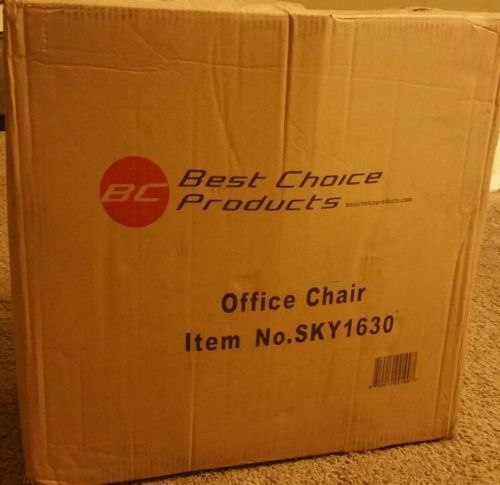 BC
Best Choice
Products bestchoiceproducts.com
Office Chair
Item No.SKY1630